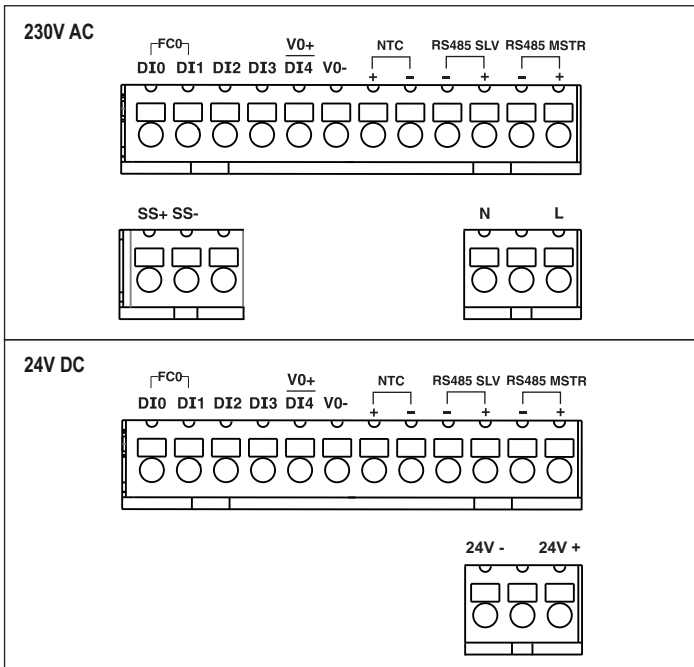 230V AC
FC0 V0+ NTC RS485 SLV RS485 MSTR
DI0 DI1 DI2 DI3 DI4 V0- + - - + - +
SS+ SS- N L
24V DC
FC0 V0+ NTC RS485 SLV RS485 MSTR
DI0 DI1 DI2 DI3 DI4 V0- + - - + - +
24V - 24V +